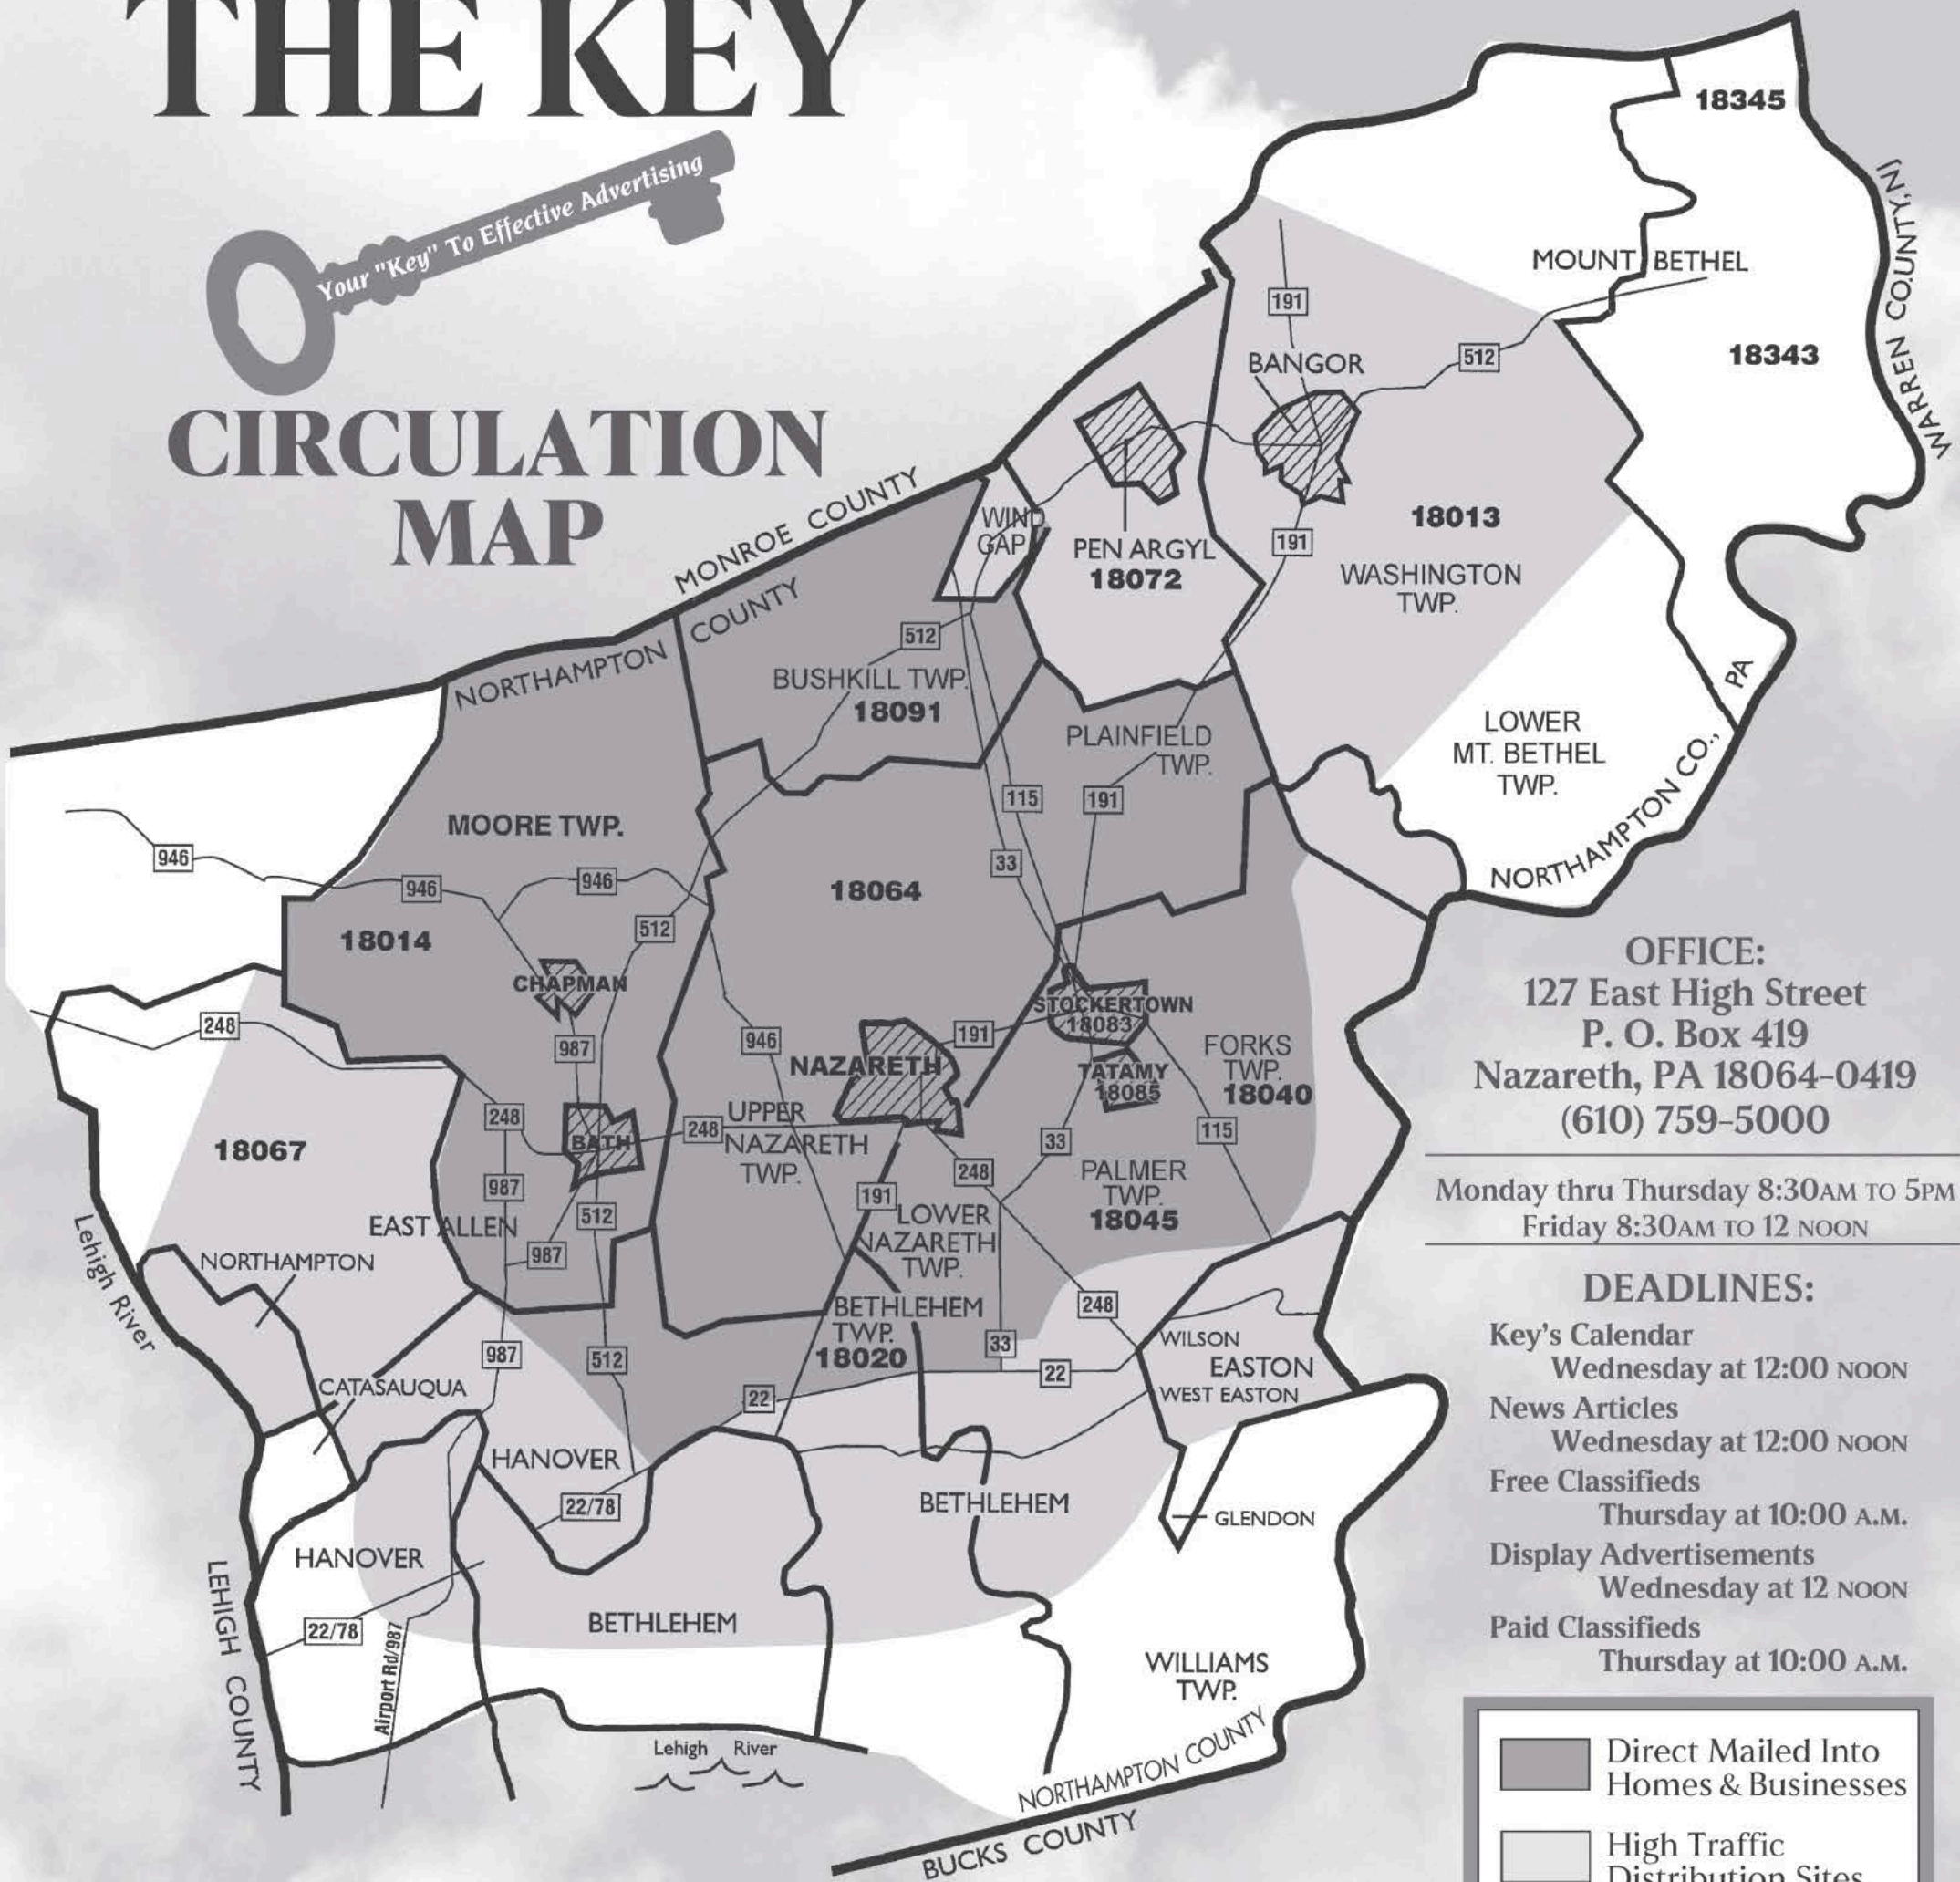 THE KEY
Your "Key" To Effective Advertising
CIRCULATION
MAP
18345
WARREN COUNTY, NJ
MOUNT BETHEL
18343
191
BANGOR
512
18013
WASHINGTON
TWP.
191
PEN ARGYL
18072
WIND
GAP
MONROE COUNTY
NORTHAMPTON COUNTY
512
BUSHKILL TWP.
18091
PLAINFIELD
TWP.
LOWER
MT. BETHEL
TWP.
NORTHAMPTON CO., PA
115
191
33
MOORE TWP.
946
946
946
18064
512
18014
CHAPMAN
248
987
946
NAZARETH
191
STOCKERTOWN
18083
TATAMY
18085
FORKS
TWP.
18040
248
BATH
248
UPPER
NAZARETH
TWP.
33
115
18067
987
512
191
248
PALMER
TWP.
18045
EAST ALLEN
987
LOWER
NAZARETH
TWP.
NORTHAMPTON
Lehigh River
BETHLEHEM
TWP.
18020
248
33
987
512
22
22
WILSON
EASTON
WEST EASTON
CATASAUQUA
HANOVER
22/78
BETHLEHEM
GLENDON
HANOVER
22/78
Airport Rd/987
BETHLEHEM
LEHIGH COUNTY
WILLIAMS
TWP.
Lehigh River
NORTHAMPTON COUNTY
BUCKS COUNTY
OFFICE:
127 East High Street
P. O. Box 419
Nazareth, PA 18064-0419
(610) 759-5000
Monday thru Thursday 8:30AM TO 5PM
Friday 8:30AM TO 12 NOON
DEADLINES:
Key's Calendar
Wednesday at 12:00 NOON
News Articles
Wednesday at 12:00 NOON
Free Classifieds
Thursday at 10:00 A.M.
Display Advertisements
Wednesday at 12 NOON
Paid Classifieds
Thursday at 10:00 A.M.
Direct Mailed Into
Homes & Businesses
High Traffic
Distribution Sites